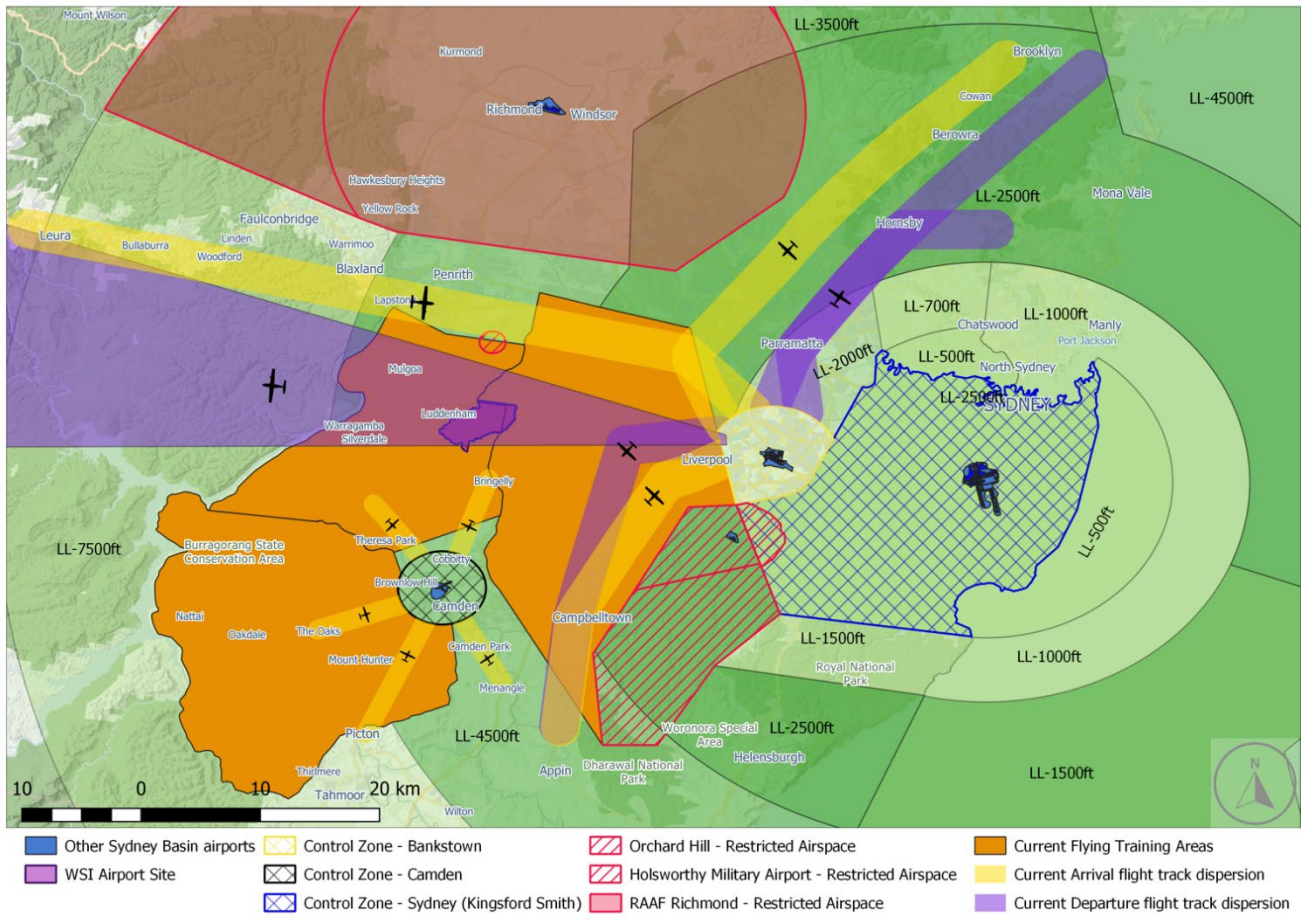 Mount Wilson
LL-3500ft
Kurmond
Brooklyn
Richmond
Windsor
Cowan
LL-4500ft
Berowra
Hawkesbury Heights
LL-2500ft
Mona Vale
Yellow Rock
Faulconbridge
Hornsby
Leura
Bullaburra
Linden
Warrimoo
Woodford
Blaxland
Penrith
Lapstone
LL-700ft
LL-1000ft
Chatswood
Manly
Port Jackson
Parramatta
LL-2000ft
LL-500ft
North Sydney
Mulgoa
LL-2500ft
SYDNEY
Luddenham
Warragamba
Silverdale
Liverpool
Bringelly
LL-500ft
LL-7500ft
Burragorang State
Conservation Area
Theresa Park
Cobbitty
Brownlow Hill
Camden
Nattai
Oakdale
The Oaks
Campbelltown
Mount Hunter
Camden Park
LL-1500ft
LL-1000ft
Royal National
Park
Menangle
Picton
LL-4500ft
Woronora Special
Area
LL-2500ft
Helensburgh
Thirlmere
Tahmoor
Appin
Dharawal National
Park
LL-1500ft
Wilton
N
10 0 10 20 km
Other Sydney Basin airports
WSI Airport Site
Control Zone - Bankstown
Control Zone - Camden
Control Zone - Sydney (Kingsford Smith)
Orchard Hill - Restricted Airspace
Holsworthy Military Airport - Restricted Airspace
RAAF Richmond - Restricted Airspace
Current Flying Training Areas
Current Arrival flight track dispersion
Current Departure flight track dispersion